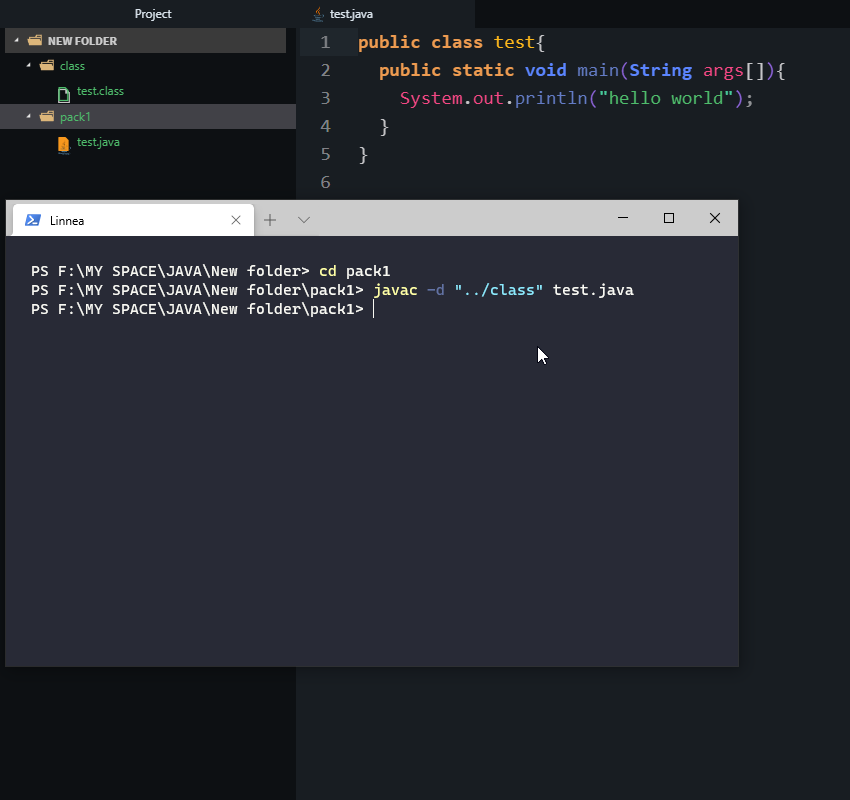 Project
test.java
NEW FOLDER
class
test.class
pack1
test.java
1 public class test{
2 public static void main(String args[]){
3 System.out.println("hello world");
4 }
5 }
6
Linnea
PS F:\MY SPACE\JAVA\New folder> cd pack1
PS F:\MY SPACE\JAVA\New folder\pack1> javac -d "../class" test.java
PS F:\MY SPACE\JAVA\New folder\pack1>